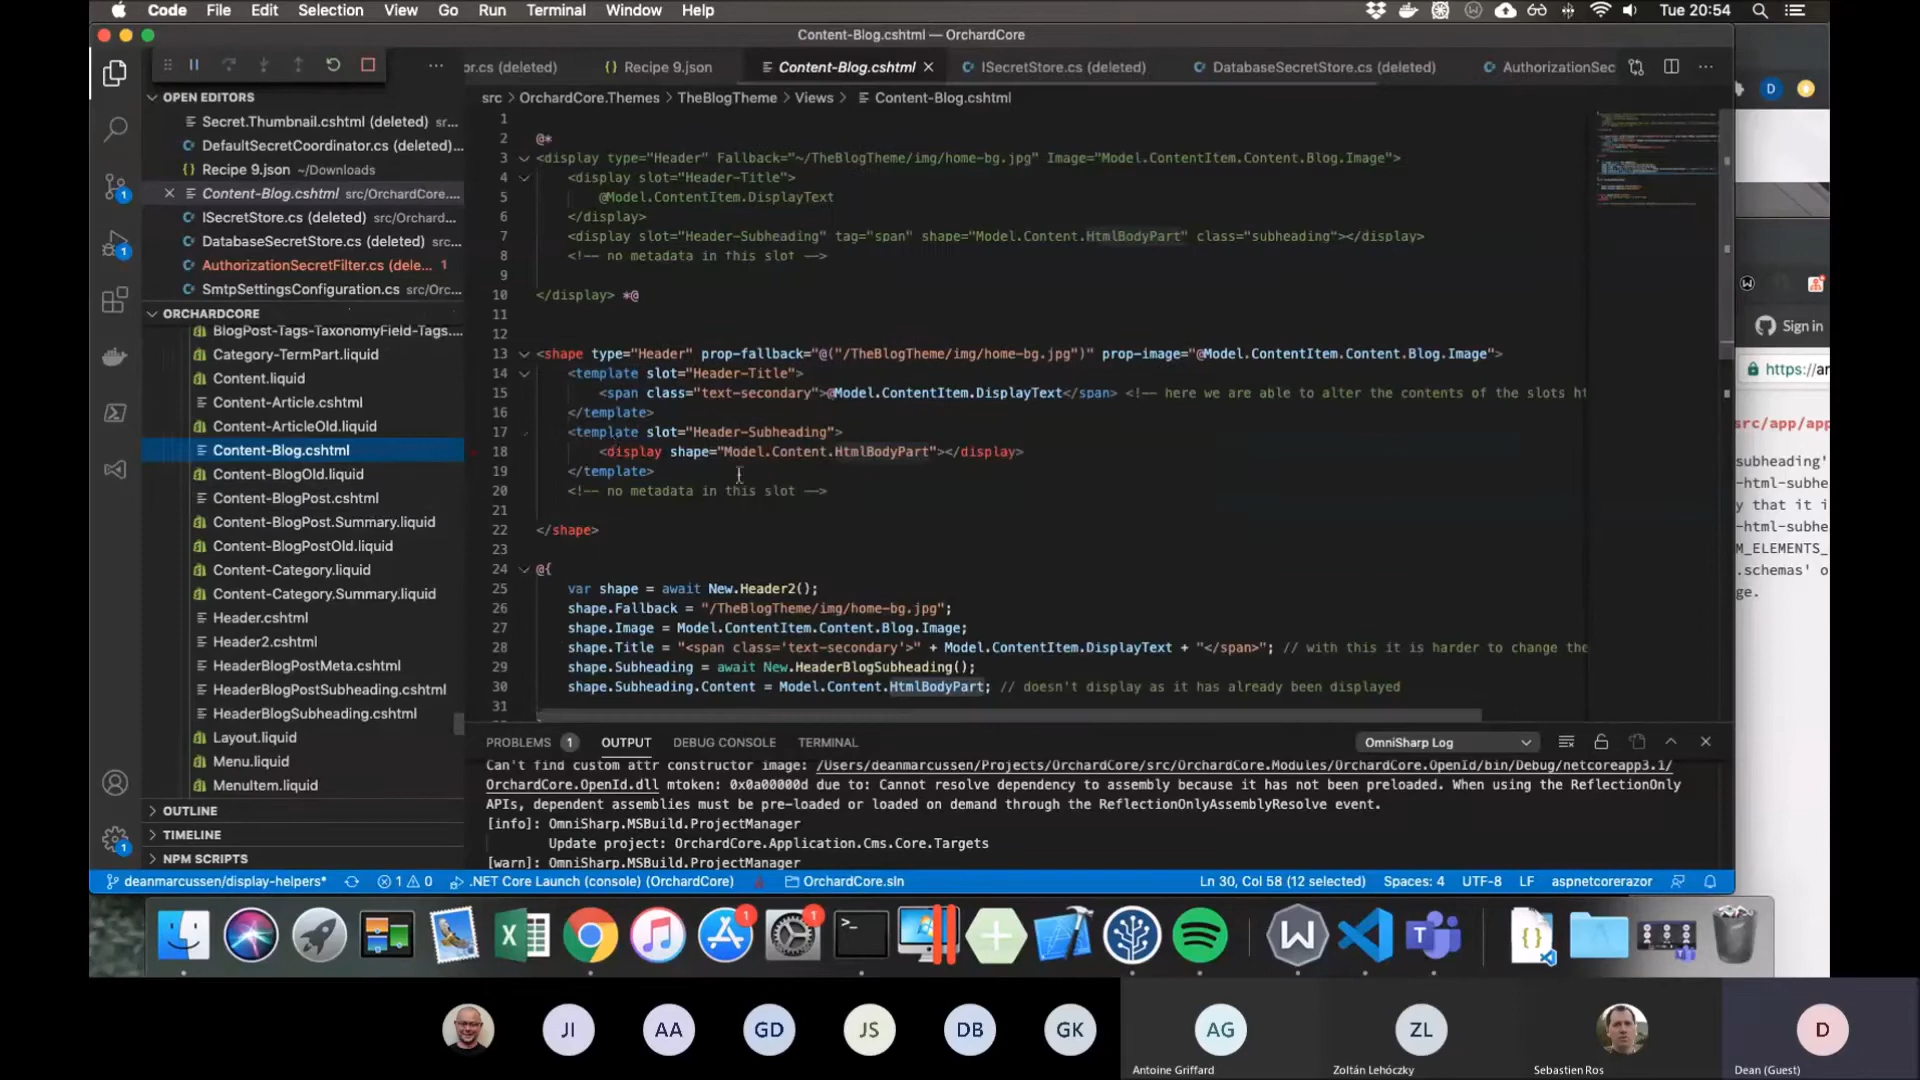 Code File Edit Selection View Go Run Terminal Window Help Tue 20:54
Content-Blog.cshtml — OrchardCore
or.cs (deleted) Recipe 9.json Content-Blog.cshtml ISecretStore.cs (deleted) DatabaseSecretStore.cs (deleted) AuthorizationSec
src > OrchardCore.Themes > TheBlogTheme > Views > Content-Blog.cshtml
OPEN EDITORS
Secret.Thumbnail.cshtml (deleted) sr...
DefaultSecretCoordinator.cs (deleted)...
Recipe 9.json ~/Downloads
Content-Blog.cshtml src/OrchardCore....
ISecretStore.cs (deleted) src/Orchard...
DatabaseSecretStore.cs (deleted) src...
AuthorizationSecretFilter.cs (dele... 1
SmtpSettingsConfiguration.cs src/Orc...
ORCHARDCORE
BlogPost-Tags-TaxonomyField-Tags....
Category-TermPart.liquid
Content.liquid
Content-Article.cshtml
Content-ArticleOld.liquid
Content-Blog.cshtml
Content-BlogOld.liquid
Content-BlogPost.cshtml
Content-BlogPost.Summary.liquid
Content-BlogPostOld.liquid
Content-Category.liquid
Content-Category.Summary.liquid
Header.cshtml
Header2.cshtml
HeaderBlogPostMeta.cshtml
HeaderBlogPostSubheading.cshtml
HeaderBlogSubheading.cshtml
Layout.liquid
Menu.liquid
MenuItem.liquid
OUTLINE
TIMELINE
NPM SCRIPTS
1
2 @*
3 <display type="Header" Fallback="~/TheBlogTheme/img/home-bg.jpg" Image="Model.ContentItem.Content.Blog.Image">
4 <display slot="Header-Title">
5 @Model.ContentItem.DisplayText
6 </display>
7 <display slot="Header-Subheading" tag="span" shape="Model.Content.HtmlBodyPart" class="subheading"></display>
8 <!-- no metadata in this slot -->
9
10 </display> *@
11
12
13 <shape type="Header" prop-fallback="@("/TheBlogTheme/img/home-bg.jpg")" prop-image="@Model.ContentItem.Content.Blog.Image">
14 <template slot="Header-Title">
15 <span class="text-secondary">@Model.ContentItem.DisplayText</span> <!-- here we are able to alter the contents of the slots ht
16 </template>
17 <template slot="Header-Subheading">
18 <display shape="Model.Content.HtmlBodyPart"></display>
19 </template>
20 <!-- no metadata in this slot -->
21
22 </shape>
23
24 @{
25 var shape = await New.Header2();
26 shape.Fallback = "/TheBlogTheme/img/home-bg.jpg";
27 shape.Image = Model.ContentItem.Content.Blog.Image;
28 shape.Title = "<span class='text-secondary'>" + Model.ContentItem.DisplayText + "</span>"; // with this it is harder to change the
29 shape.Subheading = await New.HeaderBlogSubheading();
30 shape.Subheading.Content = Model.Content.HtmlBodyPart; // doesn't display as it has already been displayed
31
PROBLEMS 1 OUTPUT DEBUG CONSOLE TERMINAL OmniSharp Log
Can't find custom attr constructor image: /Users/deanmarcussen/Projects/OrchardCore/src/OrchardCore.Modules/OrchardCore.OpenId/bin/Debug/netcoreapp3.1/
OrchardCore.OpenId.dll mtoken: 0x0a00000d due to: Cannot resolve dependency to assembly because it has not been preloaded. When using the ReflectionOnly
APIs, dependent assemblies must be pre-loaded or loaded on demand through the ReflectionOnlyAssemblyResolve event.
[info]: OmniSharp.MSBuild.ProjectManager
Update project: OrchardCore.Application.Cms.Core.Targets
[warn]: OmniSharp.MSBuild.ProjectManager
deanmarcussen/display-helpers* 1 0 .NET Core Launch (console) (OrchardCore) OrchardCore.sln Ln 30, Col 58 (12 selected) Spaces: 4 UTF-8 LF aspnetcorerazor
D
Sign in
https://an
src/app/app
subheading'
-html-subhe
y that it i
-html-subhe
M_ELEMENTS_
.schemas' o
ge.
1
1
1
1
1
JI AA GD JS DB GK AG ZL D
Antoine Griffard Zoltán Lehóczky Sebastien Ros Dean (Guest)